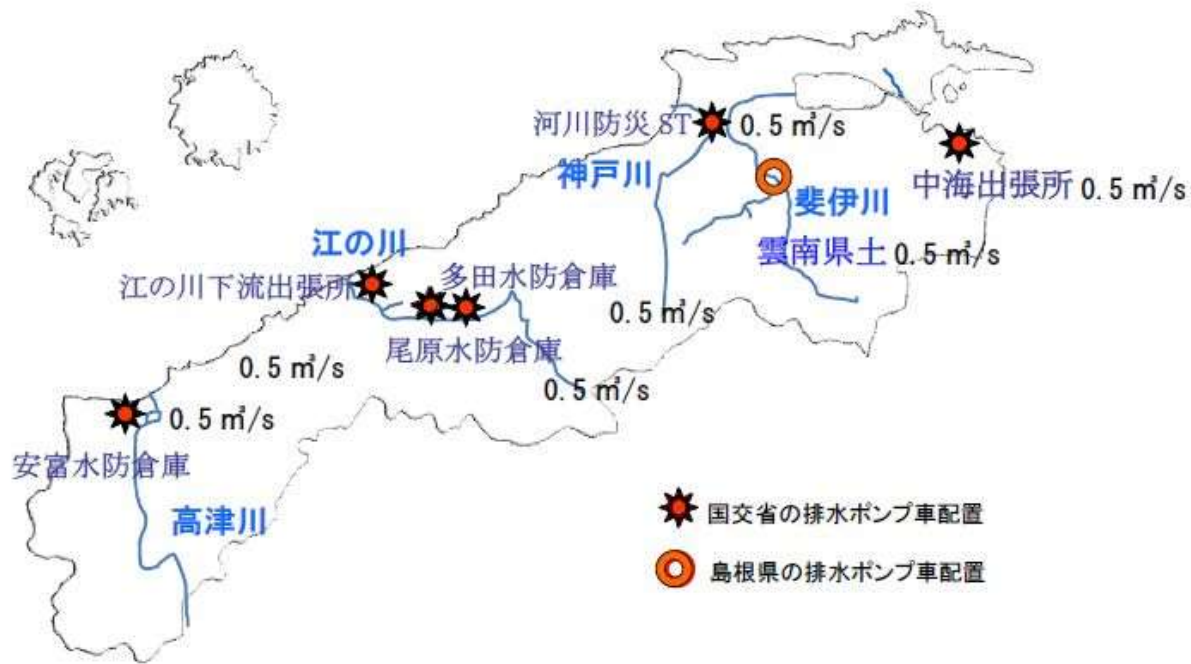 河川防災ST
0.5㎥/s
神戸川
中海出張所 0.5㎥/s
斐伊川
雲南県土 0.5㎥/s
江の川
江の川下流出張所
多田水防倉庫
0.5㎥/s
尾原水防倉庫
0.5㎥/s
0.5㎥/s
0.5㎥/s
安富水防倉庫
高津川
国交省の排水ポンプ車配置
島根県の排水ポンプ車配置